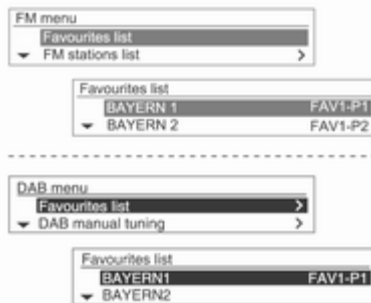 FM menu
Favourites list
FM stations list >
Favourites list
BAYERN 1 FAV1-P1
BAYERN 2 FAV1-P2
DAB menu
Favourites list >
DAB manual tuning >
Favourites list
BAYERN1 FAV1-P1
BAYERN2